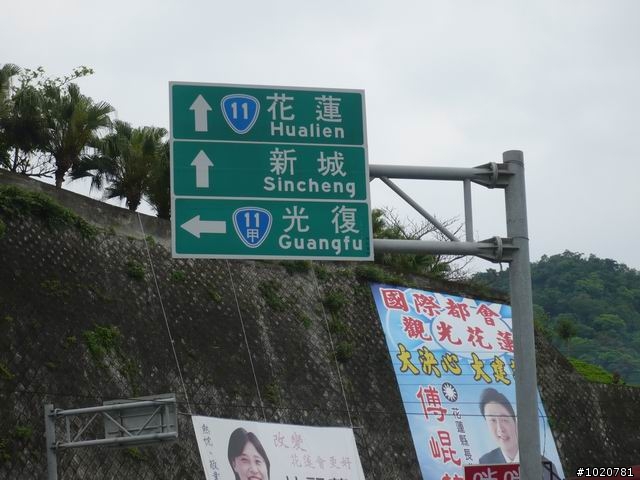 11 花蓮
Hualien
新城
Sincheng
11甲 光復
Guangfu
國際都會
觀光花蓮
大決心 大建
花蓮縣長
傅崐
改變
花蓮會更好
#1020781